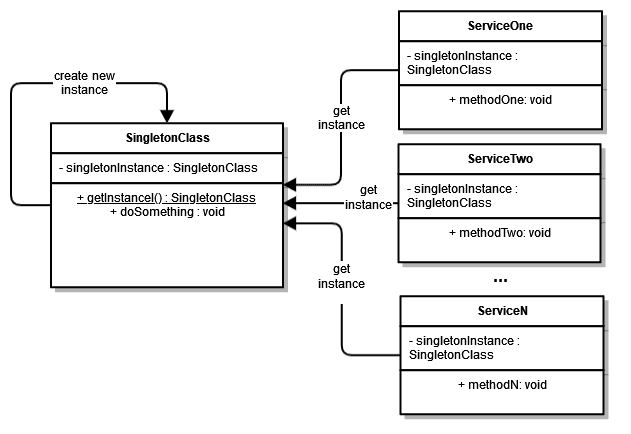 create new
instance
SingletonClass
- singletonInstance : SingletonClass
+ getInstancel() : SingletonClass
+ doSomething : void
get
instance
get
instance
get
instance
ServiceOne
- singletonInstance :
SingletonClass
+ methodOne: void
ServiceTwo
- singletonInstance :
SingletonClass
+ methodTwo: void
...
ServiceN
- singletonInstance :
SingletonClass
+ methodN: void